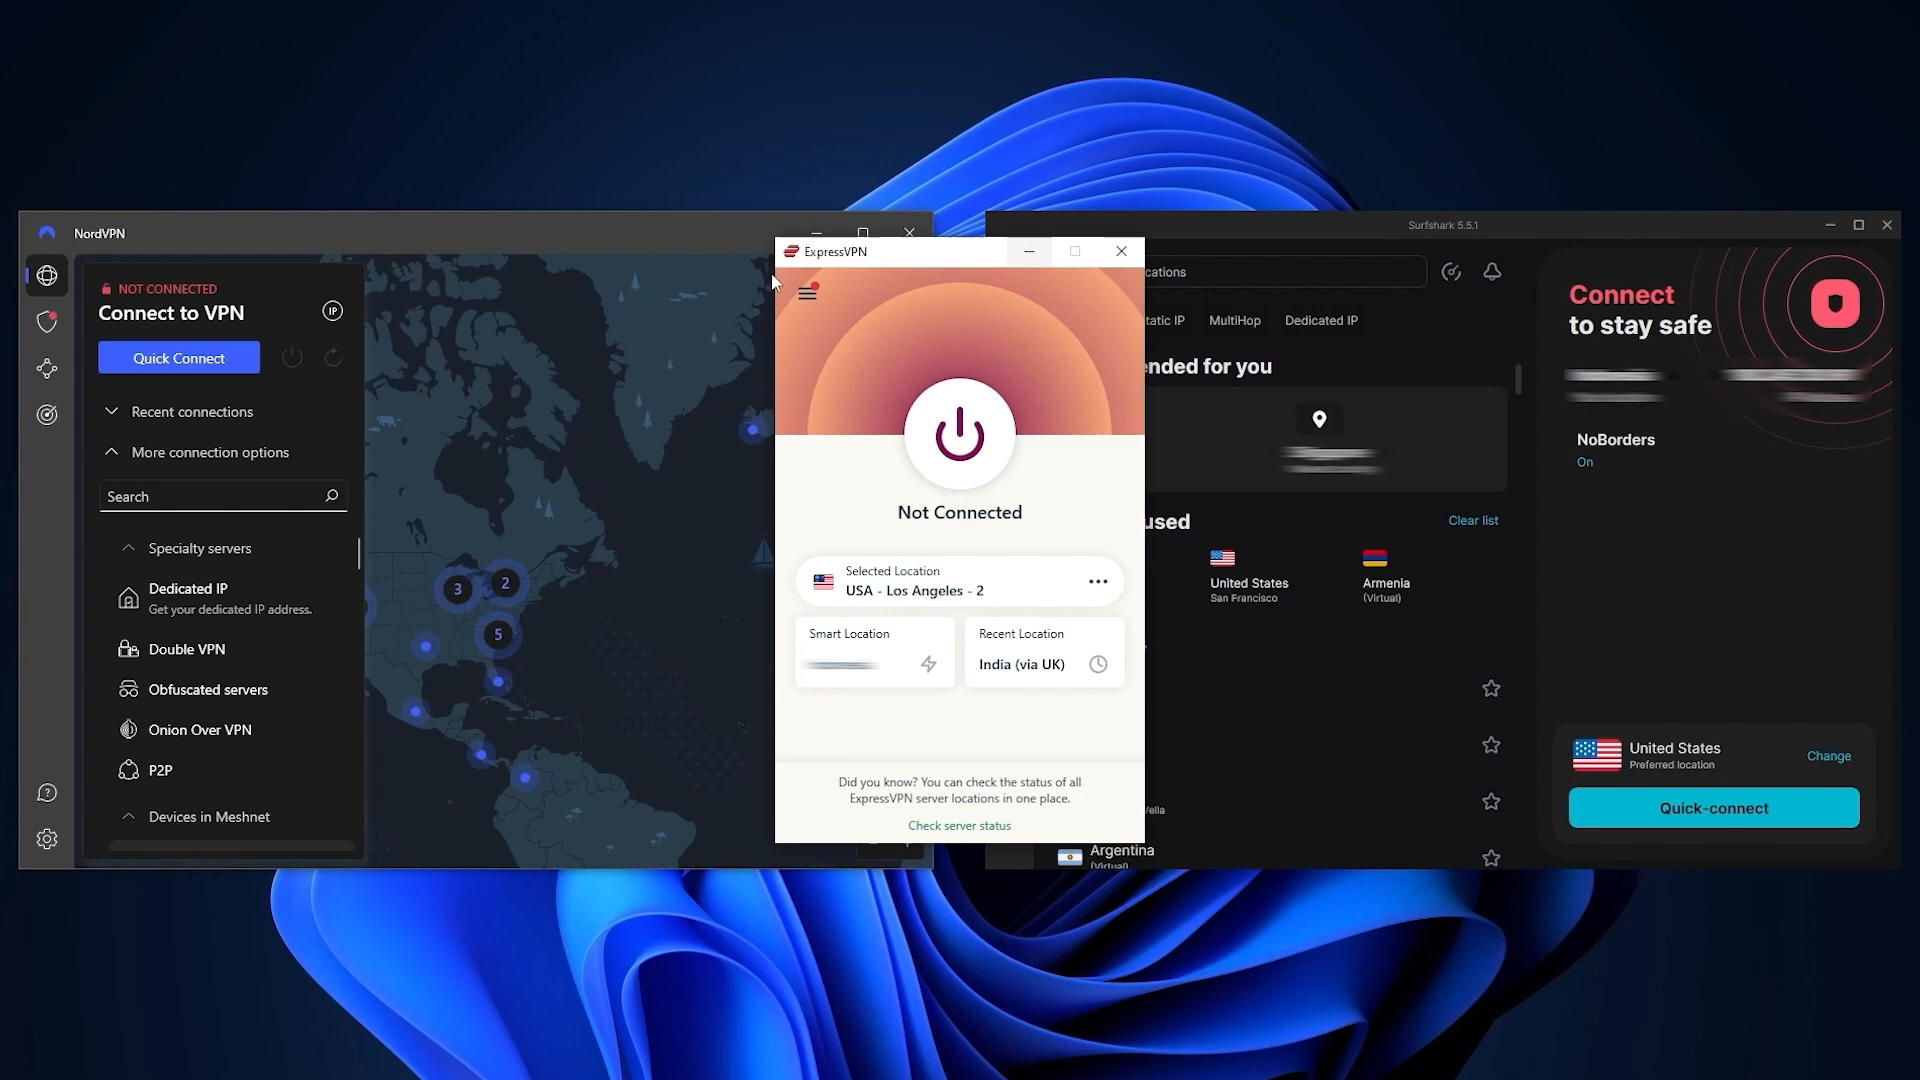 NordVPN
NOT CONNECTED
Connect to VPN
IP
Quick Connect
Recent connections
More connection options
Search
Specialty servers
Dedicated IP
Get your dedicated IP address.
Double VPN
Obfuscated servers
Onion Over VPN
P2P
Devices in Meshnet
3
2
5
ExpressVPN
Not Connected
Selected Location
USA - Los Angeles - 2
Smart Location
Recent Location
India (via UK)
Did you know? You can check the status of all
ExpressVPN server locations in one place.
Check server status
Surfshark 5.5.1
cations
tatic IP
MultiHop
Dedicated IP
ended for you
used
Clear list
United States
San Francisco
Armenia
(Virtual)
Vella
Argentina
(Virtual)
Connect
to stay safe
NoBorders
On
United States
Preferred location
Change
Quick-connect